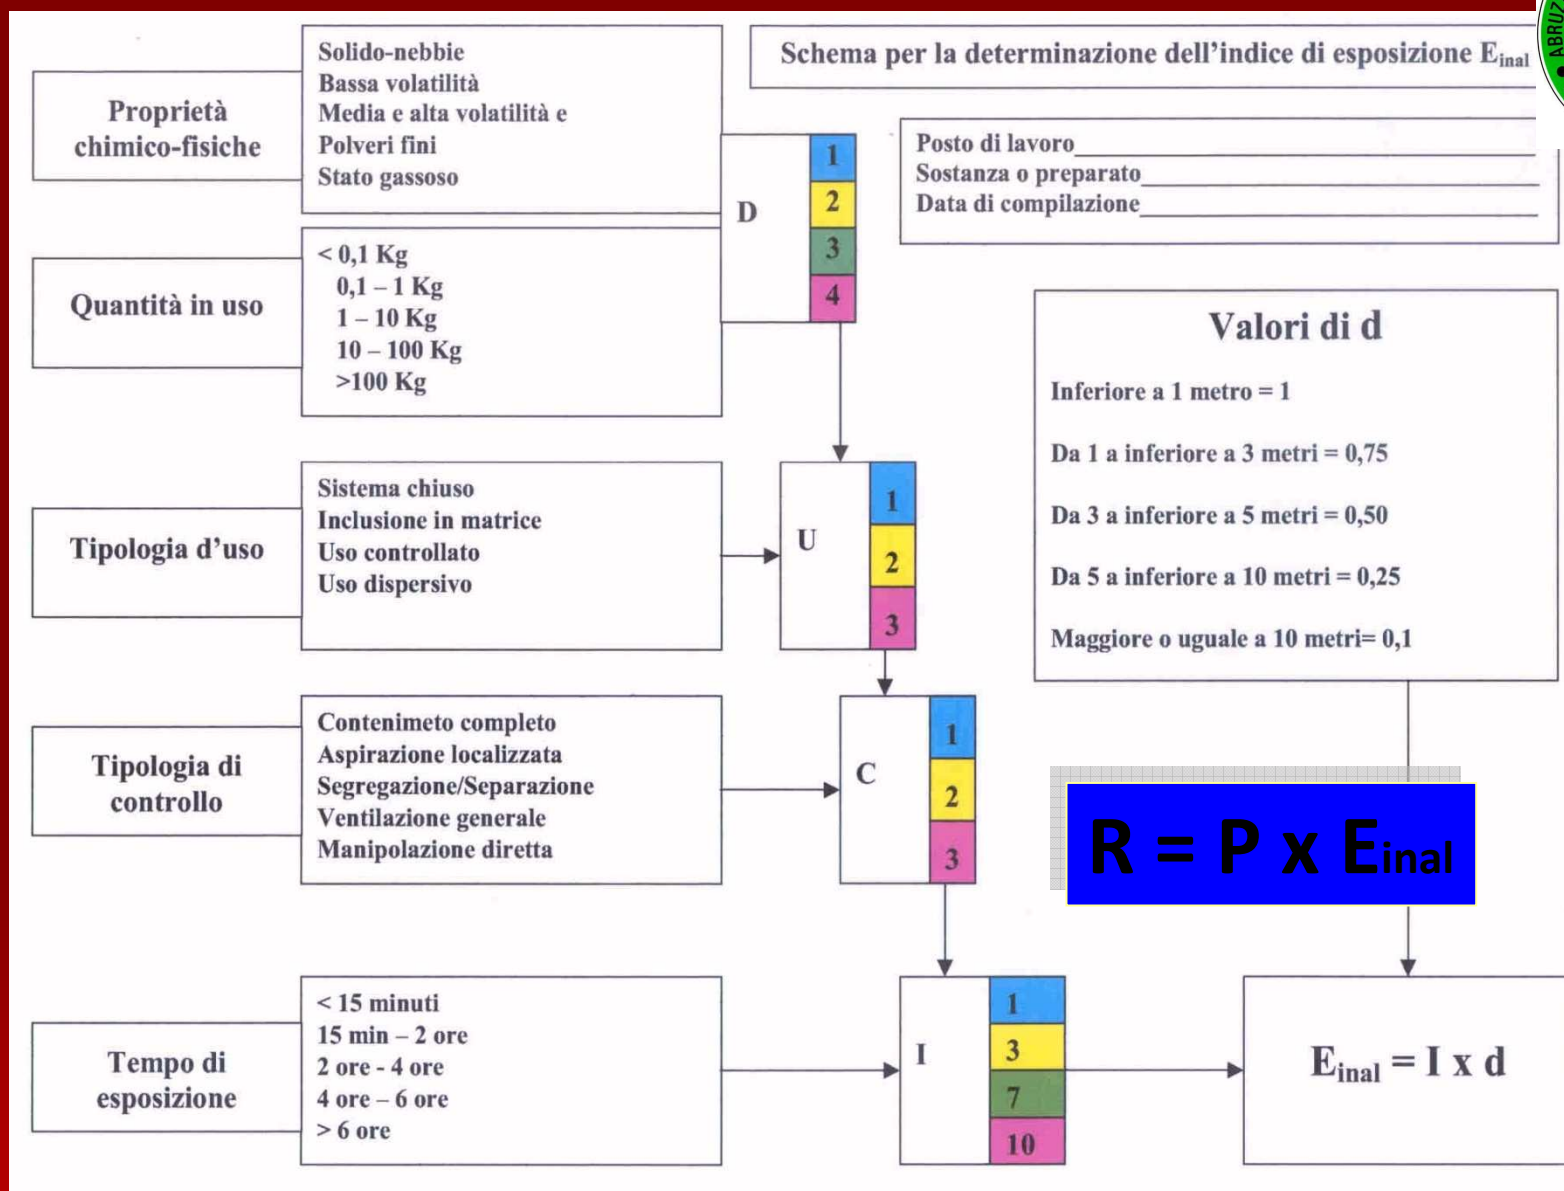 Schema per la determinazione dell'indice di esposizione Einal
ABRUZ
Posto di lavoro
Sostanza o preparato
Data di compilazione
Proprietà
chimico-fisiche
Solido-nebbie
Bassa volatilità
Media e alta volatilità e
Polveri fini
Stato gassoso
D
1
2
3
4
Quantità in uso
< 0,1 Kg
0,1 – 1 Kg
1 – 10 Kg
10 – 100 Kg
>100 Kg
Valori di d
Inferiore a 1 metro = 1
Da 1 a inferiore a 3 metri = 0,75
Da 3 a inferiore a 5 metri = 0,50
Da 5 a inferiore a 10 metri = 0,25
Maggiore o uguale a 10 metri= 0,1
Tipologia d'uso
Sistema chiuso
Inclusione in matrice
Uso controllato
Uso dispersivo
U
1
2
3
Tipologia di
controllo
Contenimeto completo
Aspirazione localizzata
Segregazione/Separazione
Ventilazione generale
Manipolazione diretta
C
1
2
3
R = P x Einal
Tempo di
esposizione
< 15 minuti
15 min – 2 ore
2 ore - 4 ore
4 ore – 6 ore
> 6 ore
I
1
3
7
10
Einal = I x d